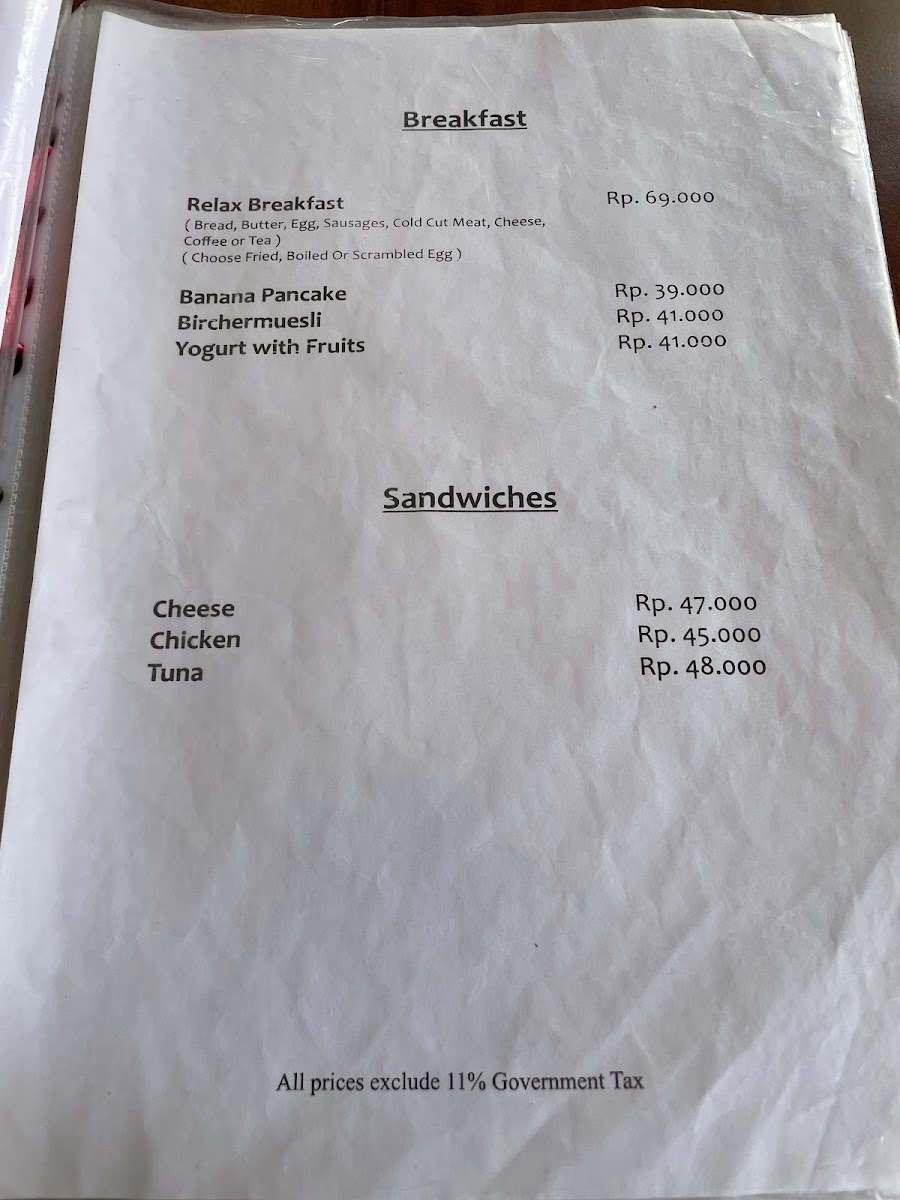 Breakfast
Relax Breakfast Rp. 69.000
( Bread, Butter, Egg, Sausages, Cold Cut Meat, Cheese,
Coffee or Tea )
( Choose Fried, Boiled Or Scrambled Egg )
Banana Pancake Rp. 39.000
Birchermuesli Rp. 41.000
Yogurt with Fruits Rp. 41.000
Sandwiches
Cheese Rp. 47.000
Chicken Rp. 45.000
Tuna Rp. 48.000
All prices exclude 11% Government Tax